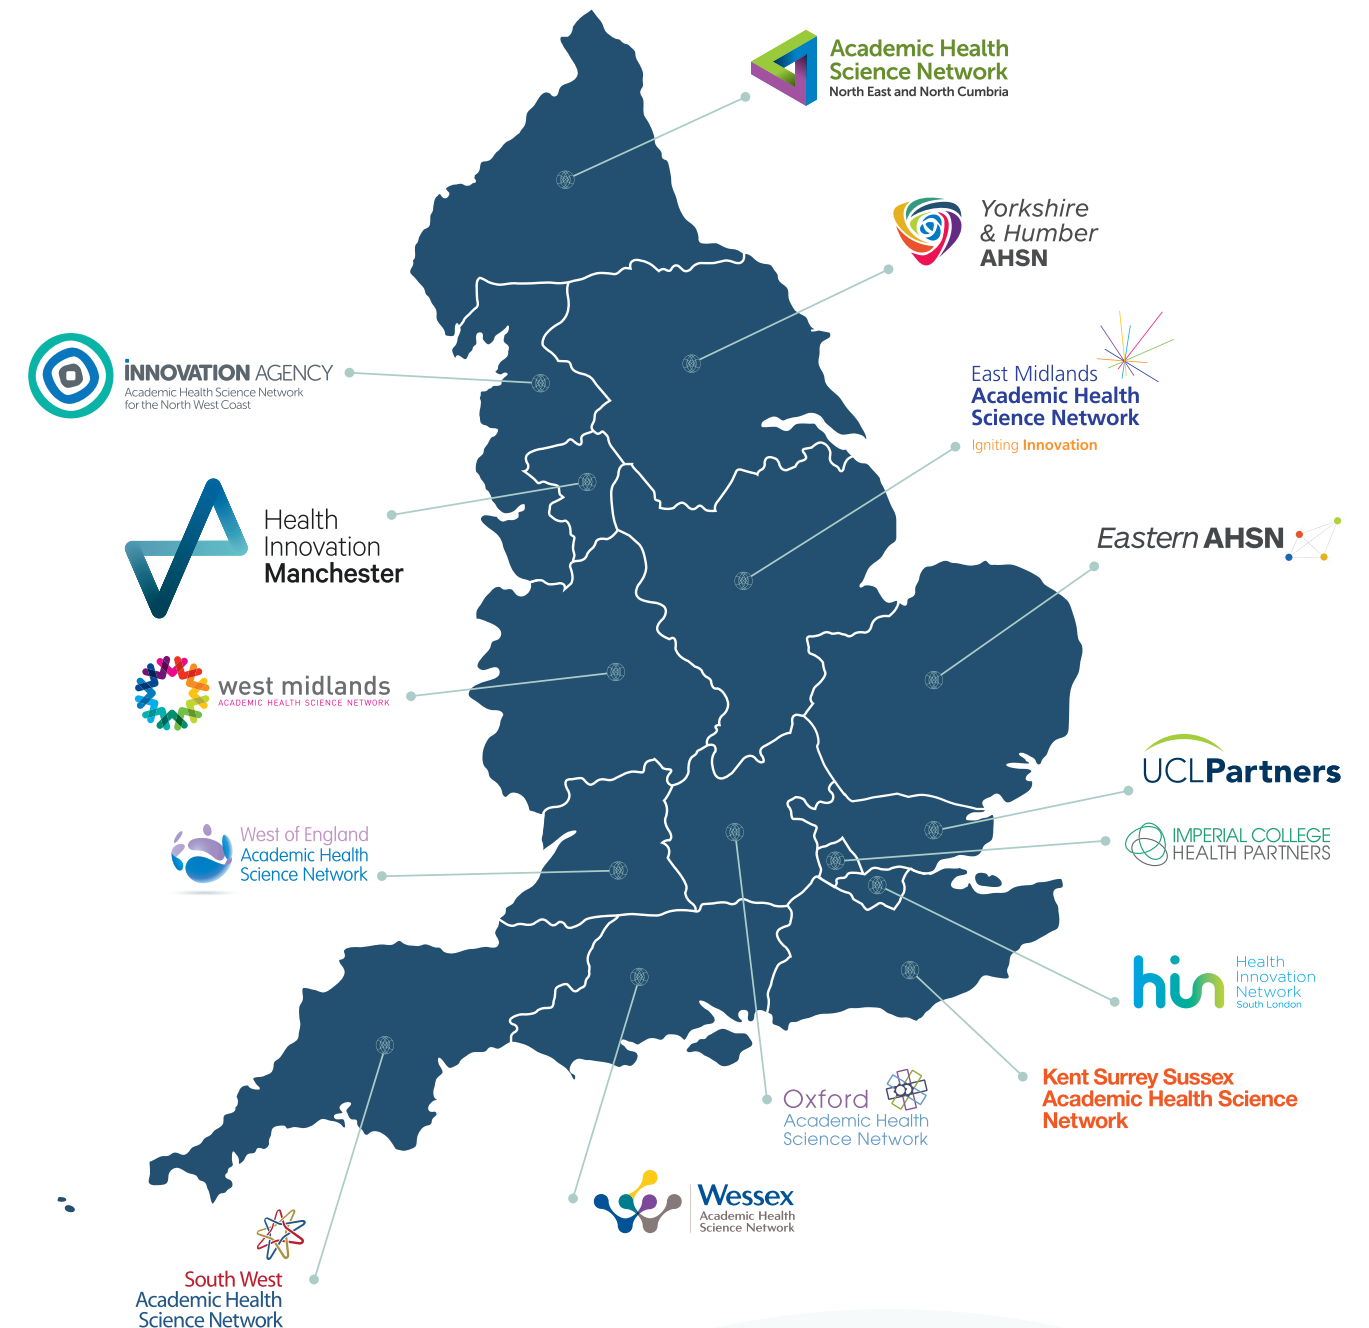 Academic Health
Science Network
North East and North Cumbria
Yorkshire
& Humber
AHSN
East Midlands
Academic Health
Science Network
Igniting Innovation
INNOVATION AGENCY
Academic Health Science Network
for the North West Coast
Health
Innovation
Manchester
Eastern AHSN
west midlands
ACADEMIC HEALTH SCIENCE NETWORK
UCLPartners
West of England
Academic Health
Science Network
IMPERIAL COLLEGE
HEALTH PARTNERS
hin
Health
Innovation
Network
South London
Kent Surrey Sussex
Academic Health Science
Network
Oxford
Academic Health
Science Network
Wessex
Academic Health
Science Network
South West
Academic Health
Science Network